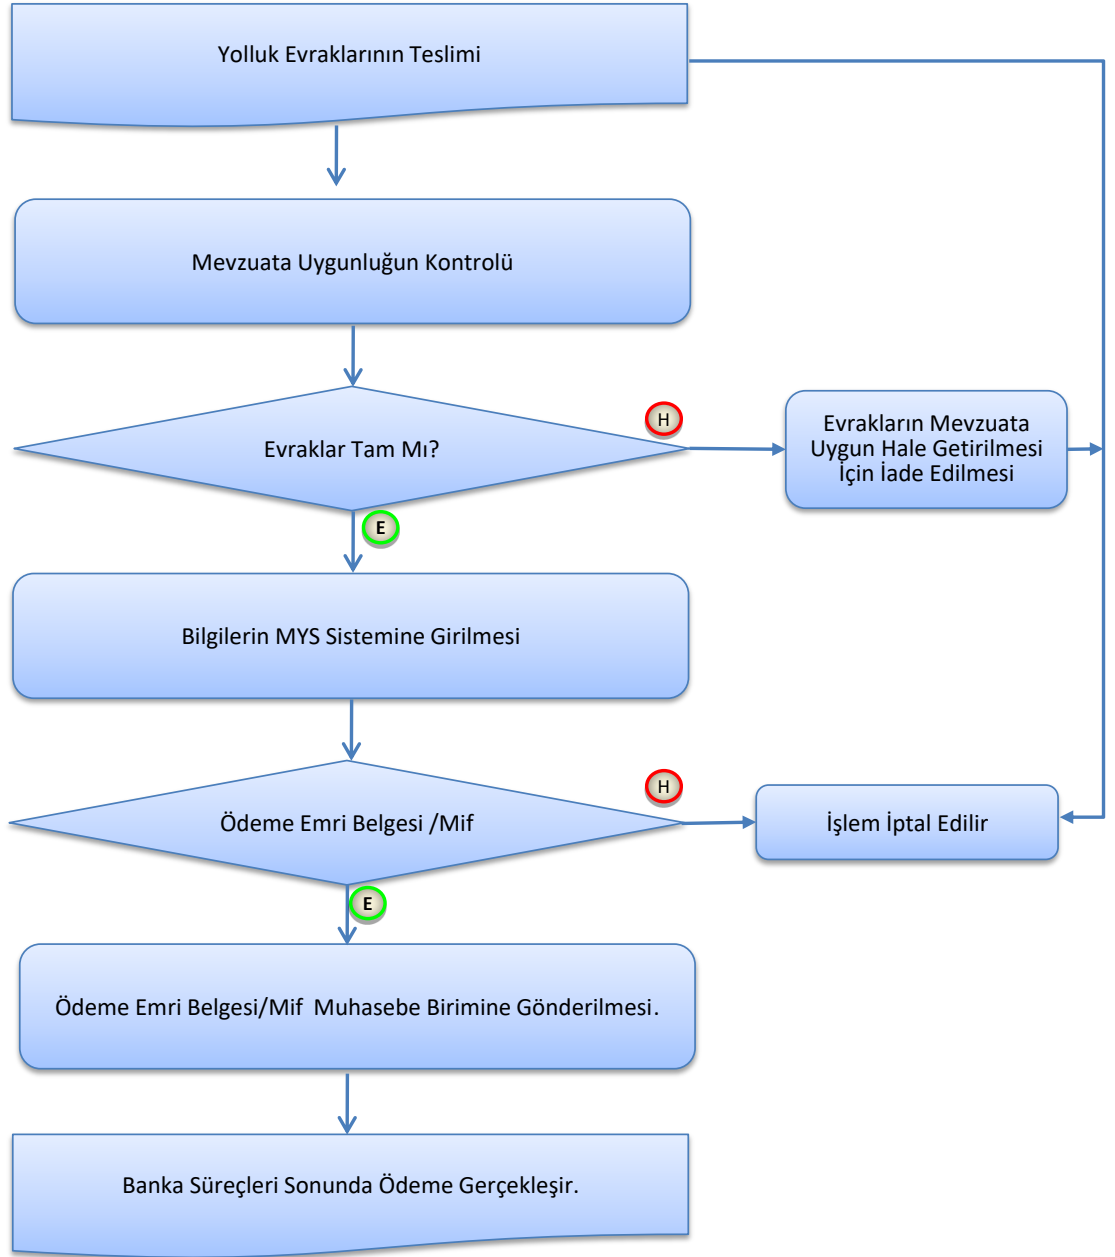 Yolluk Evraklarının Teslimi
Mevzuata Uygunluğun Kontrolü
Evraklar Tam Mı?
H
Evrakların Mevzuata
Uygun Hale Getirilmesi
İçin İade Edilmesi
E
Bilgilerin MYS Sistemine Girilmesi
Ödeme Emri Belgesi /Mif
H
İşlem İptal Edilir
E
Ödeme Emri Belgesi/Mif  Muhasebe Birimine Gönderilmesi.
Banka Süreçleri Sonunda Ödeme Gerçekleşir.